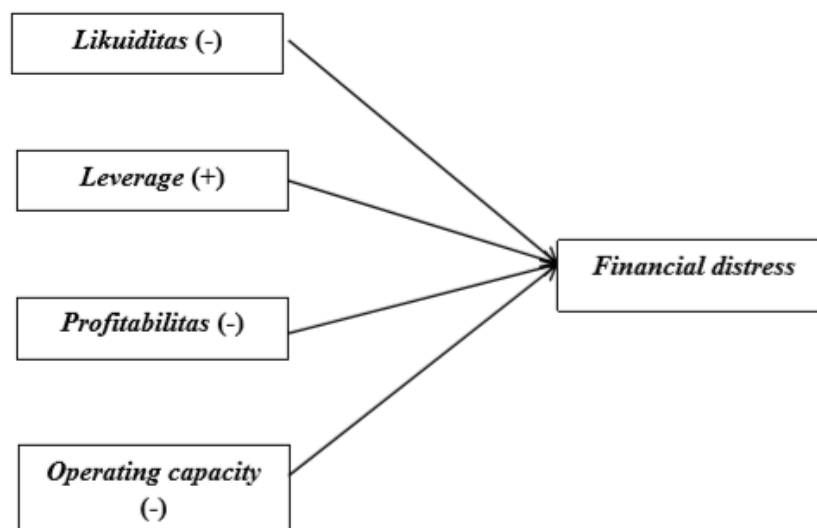 Likuiditas (-)
Leverage (+)
Financial distress
Profitabilitas (-)
Operating capacity
(-)